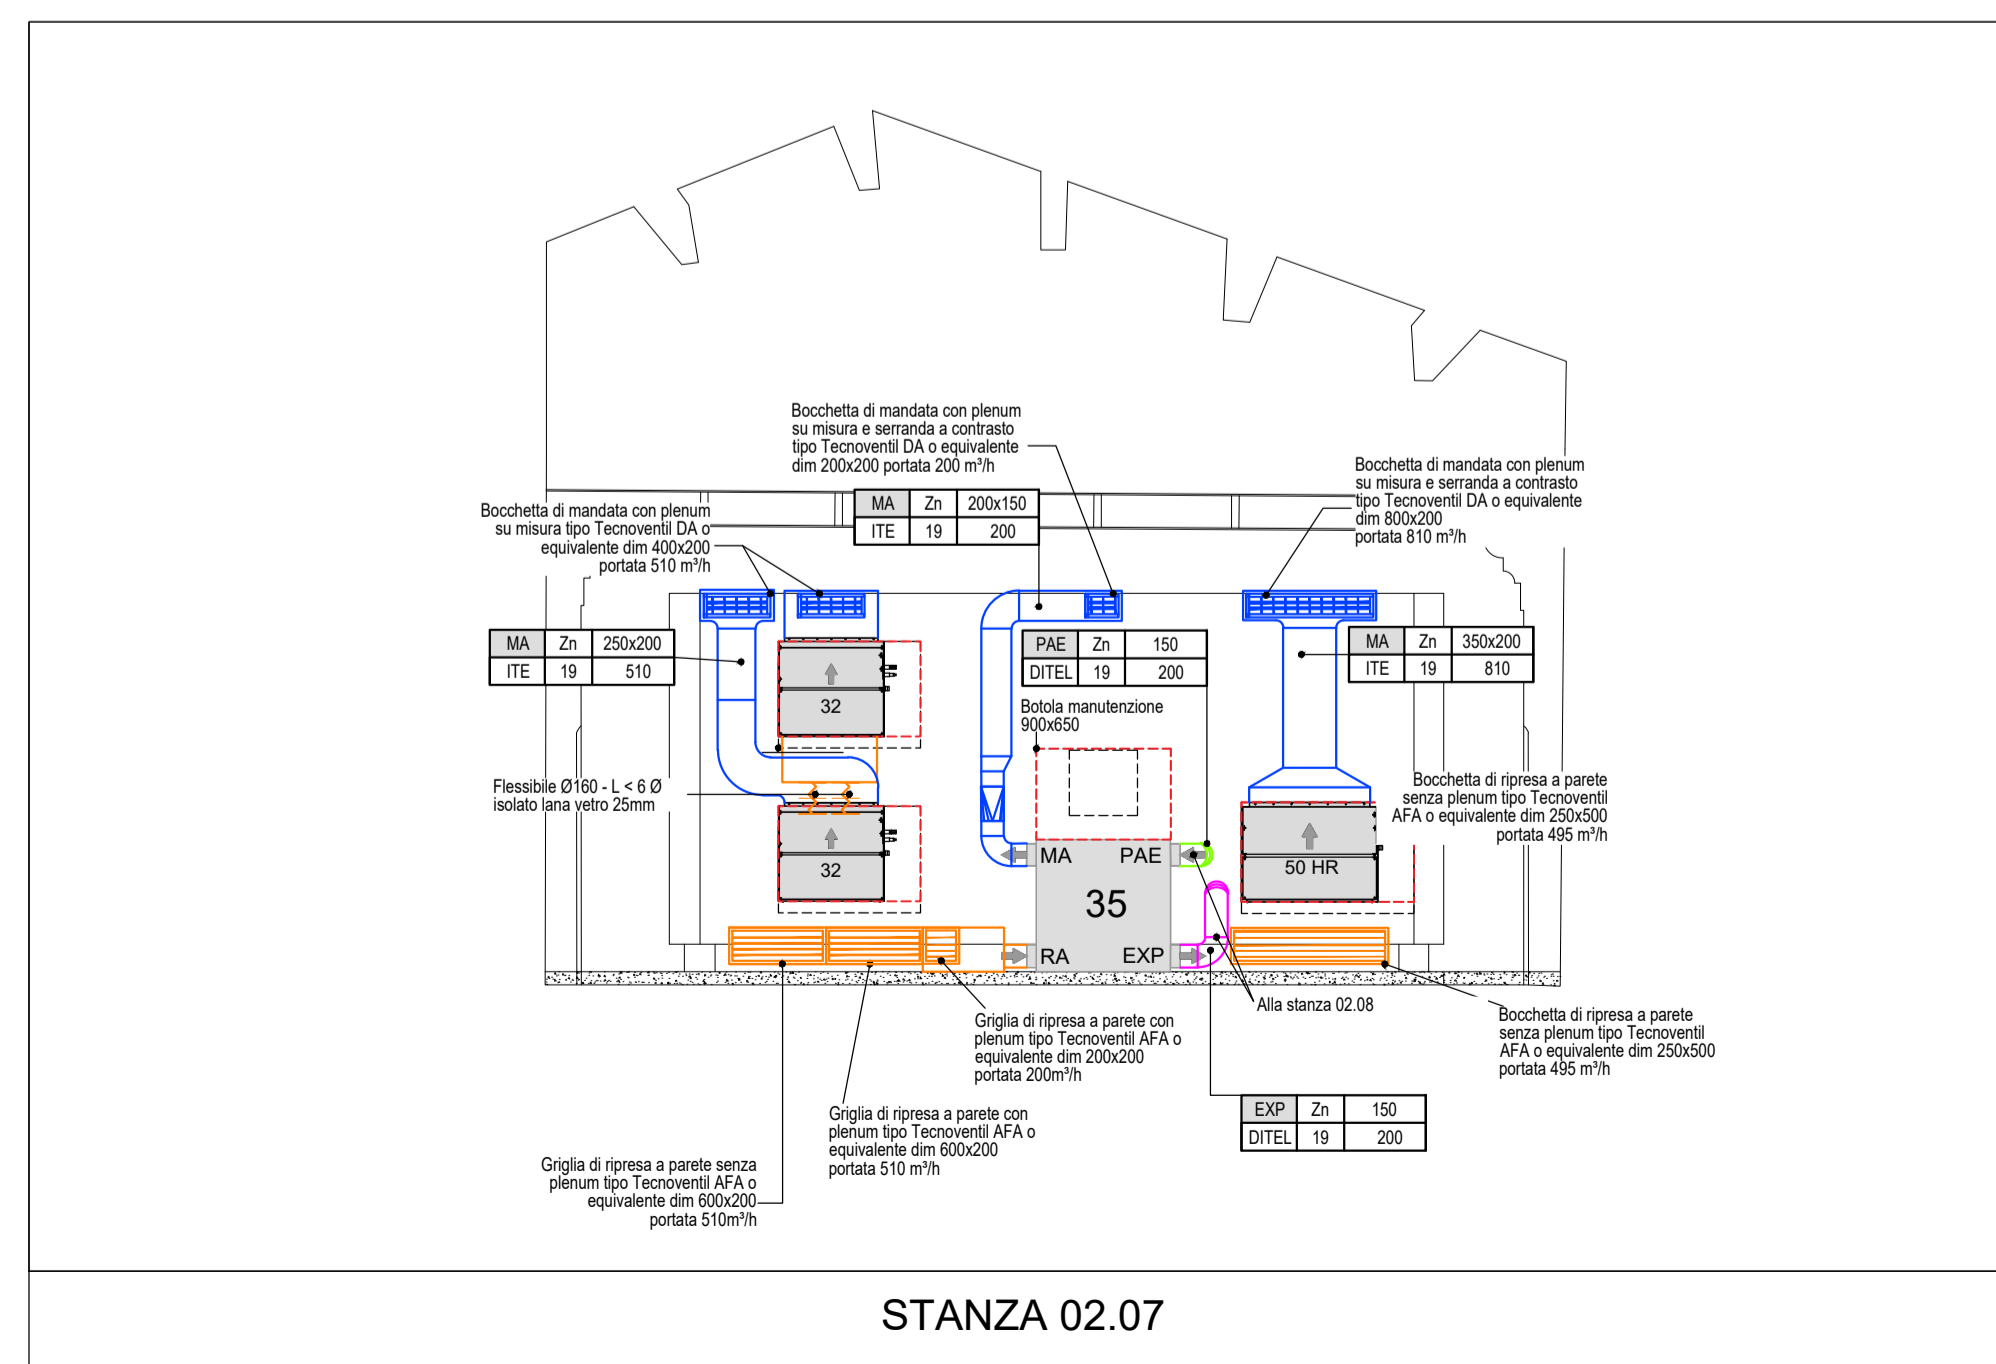 Bocchetta di mandata con plenum
su misura e serranda a contrasto
tipo Tecnoventil DA o equivalente
dim 200x200 portata 200 m³/h
Bocchetta di mandata con plenum
su misura e serranda a contrasto
tipo Tecnoventil DA o equivalente
dim 800x200
portata 810 m³/h
Bocchetta di mandata con plenum
su misura tipo Tecnoventil DA o
equivalente dim 400x200
portata 510 m³/h
MA Zn 200x150
ITE 19 200
MA Zn 250x200
ITE 19 510
PAE Zn 150
DITEL 19 200
MA Zn 350x200
ITE 19 810
32
Botola manutenzione
900x650
Flessibile Ø160 - L < 6 Ø
isolato lana vetro 25mm
Bocchetta di ripresa a parete
senza plenum tipo Tecnoventil
AFA o equivalente dim 250x500
portata 495 m³/h
32
MA PAE
35
RA EXP
50 HR
Alla stanza 02.08
Griglia di ripresa a parete con
plenum tipo Tecnoventil AFA o
equivalente dim 200x200
portata 200m³/h
Bocchetta di ripresa a parete
senza plenum tipo Tecnoventil
AFA o equivalente dim 250x500
portata 495 m³/h
Griglia di ripresa a parete con
plenum tipo Tecnoventil AFA o
equivalente dim 600x200
portata 510 m³/h
EXP Zn 150
DITEL 19 200
Griglia di ripresa a parete senza
plenum tipo Tecnoventil AFA o
equivalente dim 600x200
portata 510m³/h
STANZA 02.07